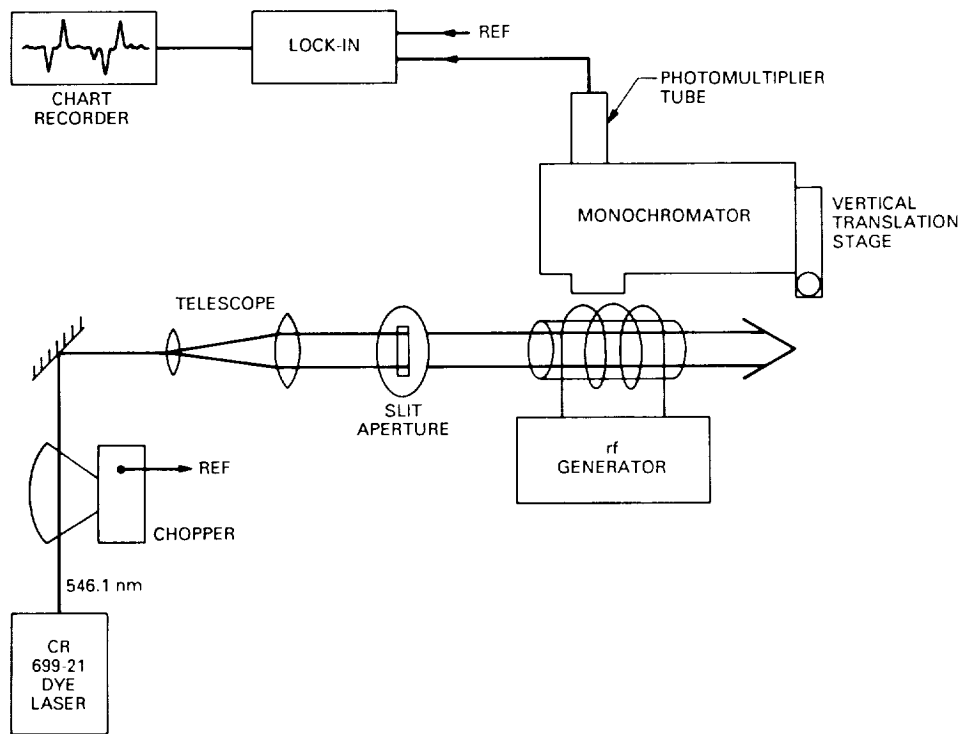 CHART
RECORDER
LOCK-IN
REF
PHOTOMULTIPLIER
TUBE
MONOCHROMATOR
VERTICAL
TRANSLATION
STAGE
TELESCOPE
SLIT
APERTURE
rf
GENERATOR
REF
CHOPPER
546.1 nm
CR
699-21
DYE
LASER